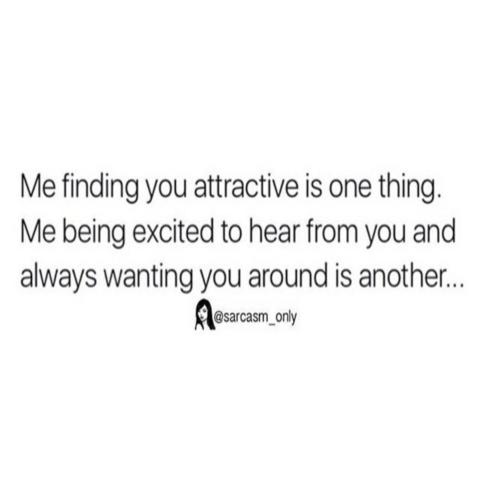 Me finding you attractive is one thing.
Me being excited to hear from you and
always wanting you around is another...
@sarcasm_only